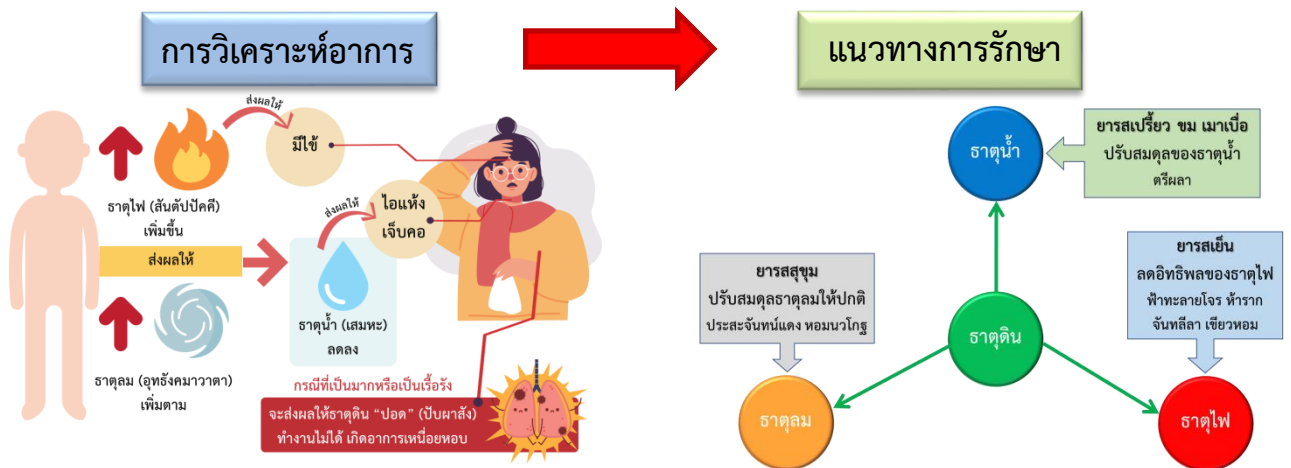 การวิเคราะห์อาการ
แนวทางการรักษา
ส่งผลให้
มีไข้
ธาตุไฟ (สันตัปปัคคี)
เพิ่มขึ้น
ส่งผลให้
ส่งผลให้
ไอแห้ง
เจ็บคอ
ธาตุน้ำ (เสมหะ)
ลดลง
ธาตุลม (อุทธังคมาวาตา)
เพิ่มตาม
กรณีที่เป็นมากหรือเป็นเรื้อรัง
จะส่งผลให้ธาตุดิน "ปอด" (ปับผาสัง)
ทำงานไม่ได้ เกิดอาการเหนื่อยหอบ
ธาตุน้ำ
ยารสเปรี้ยว ขม เมาเบื่อ
ปรับสมดุลของธาตุน้ำ
ตรีผลา
ยารสสุขุม
ปรับสมดุลธาตุลมให้ปกติ
ประสะจันทน์แดง หอมนวโกฐ
ยารสเย็น
ลดอิทธิพลของธาตุไฟ
ฟ้าทะลายโจร ห้าราก
จันทลีลา เขียวหอม
ธาตุดิน
ธาตุลม
ธาตุไฟ